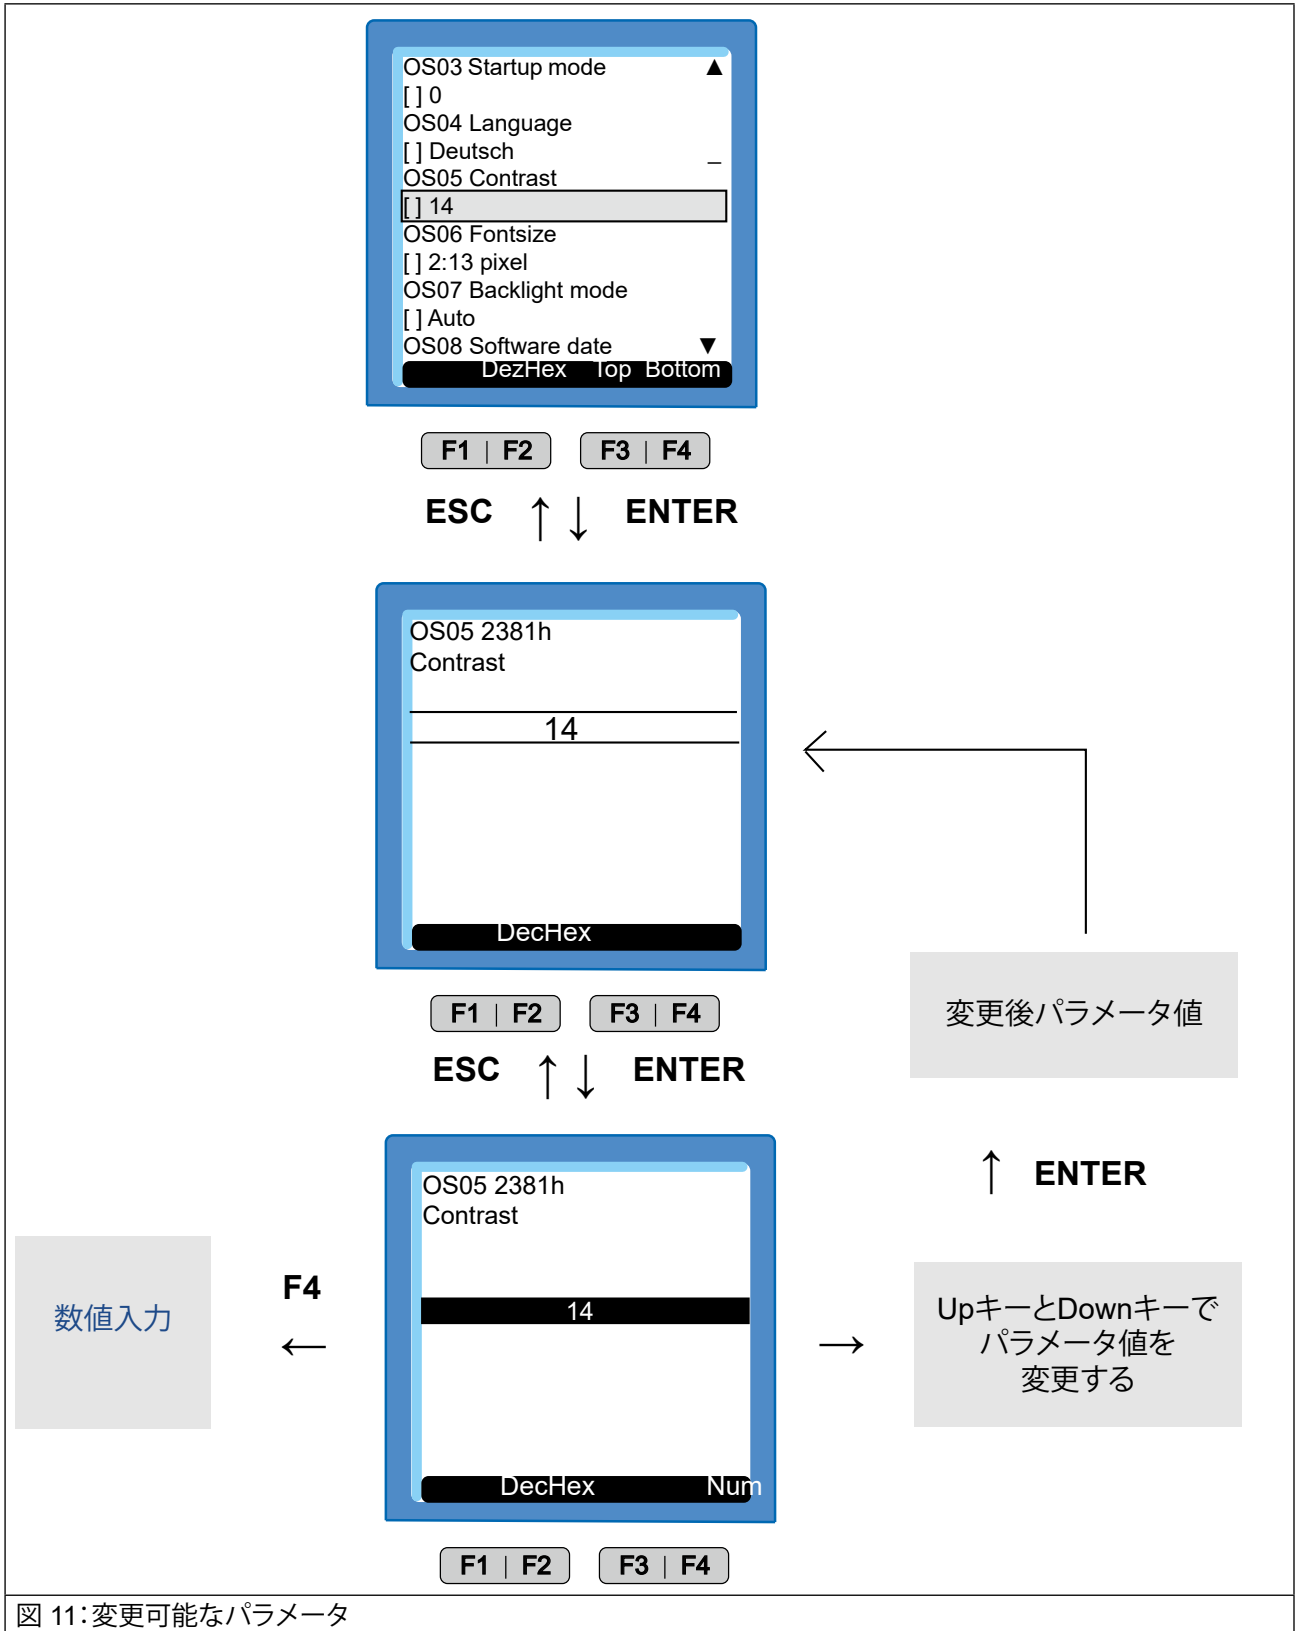 OS03 Startup mode ▲
[ ] 0
OS04 Language
[ ] Deutsch _
OS05 Contrast
[ ] 14
OS06 Fontsize
[ ] 2:13 pixel
OS07 Backlight mode
[ ] Auto
OS08 Software date ▼
DezHex Top Bottom
F1 | F2 F3 | F4
ESC ↑ ↓ ENTER
OS05 2381h
Contrast
14
DecHex
F1 | F2 F3 | F4
ESC ↑ ↓ ENTER
変更後パラメータ値
↑ ENTER
OS05 2381h
Contrast
14
DecHex Num
F1 | F2 F3 | F4
F4
←
数値入力
→
UpキーとDownキーで
パラメータ値を
変更する
図 11：変更可能なパラメータ